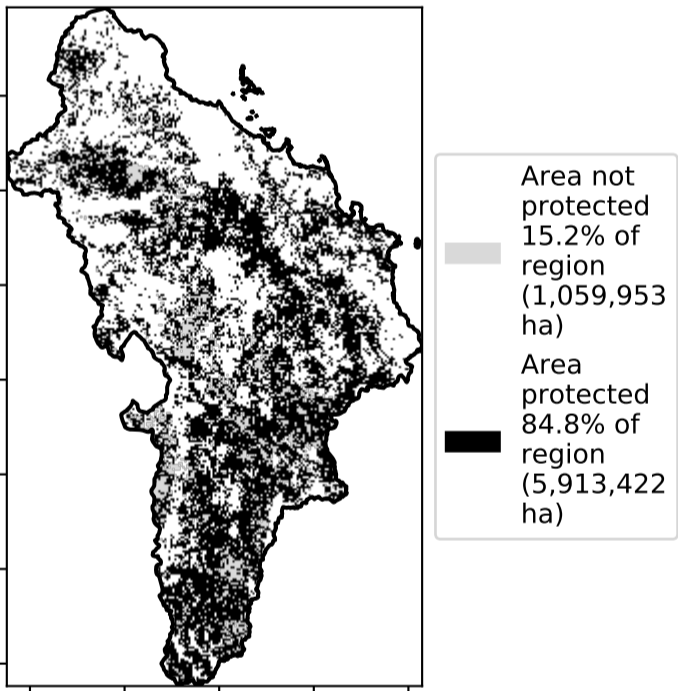 Area not
protected
15.2% of
region
(1,059,953
ha)
Area
protected
84.8% of
region
(5,913,422
ha)